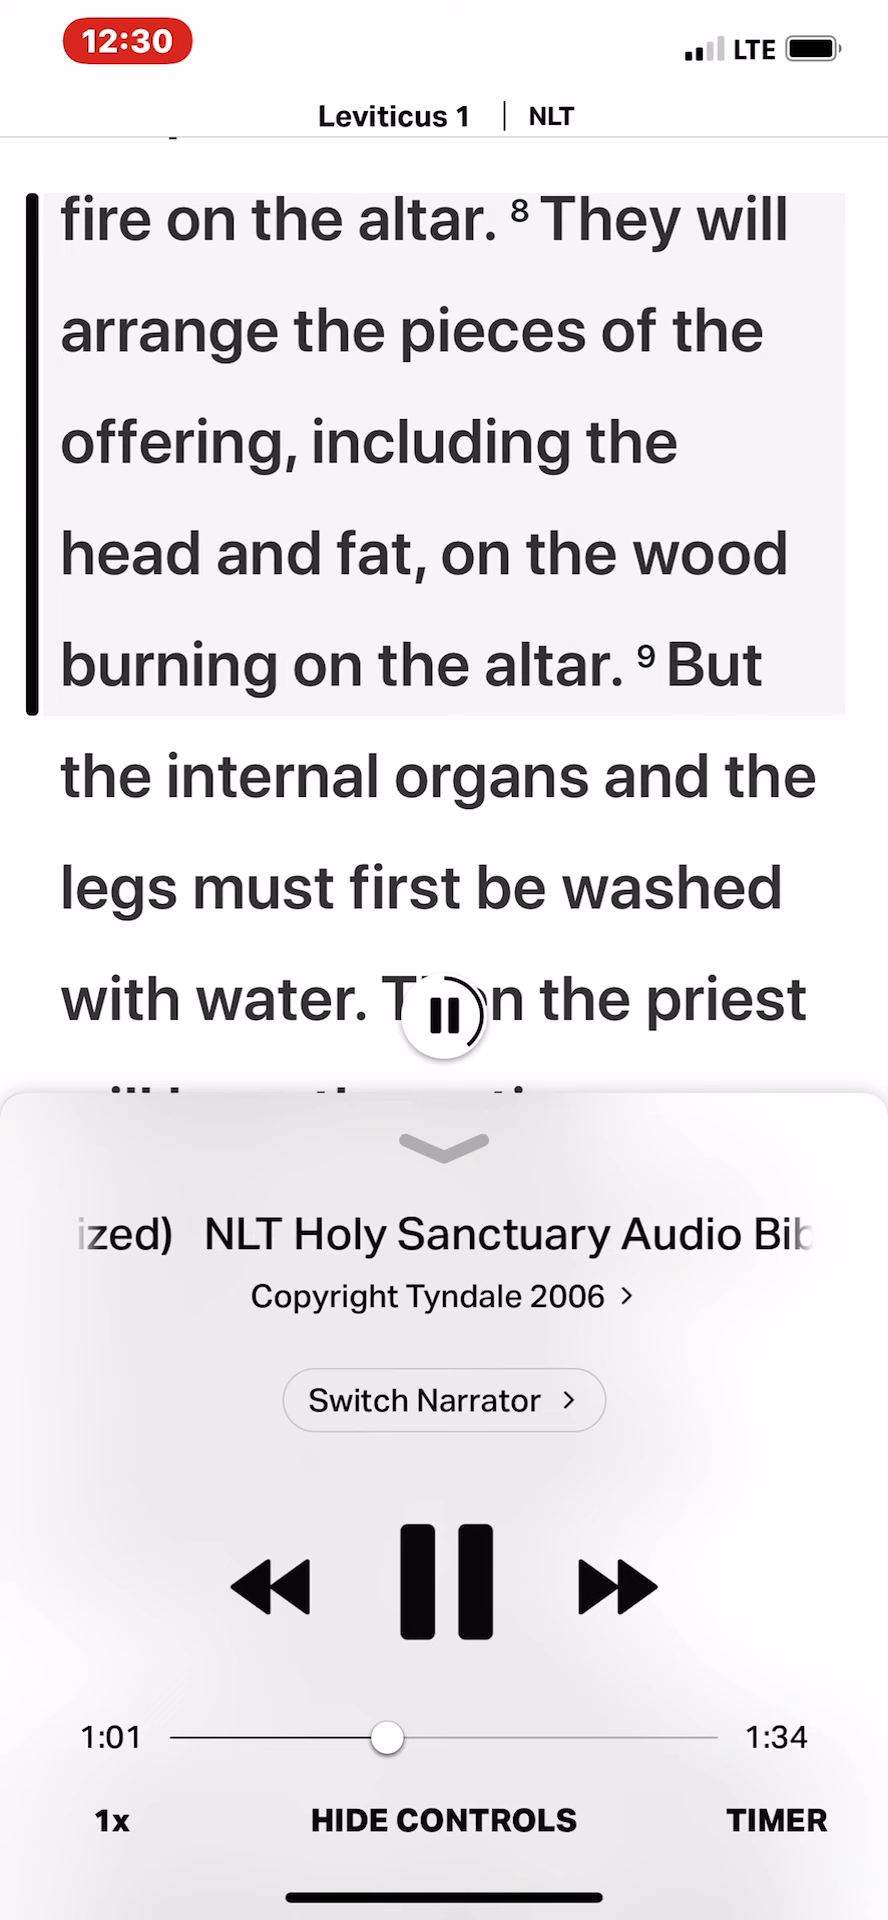 12:30
LTE
Leviticus 1 | NLT
fire on the altar. 8 They will
arrange the pieces of the
offering, including the
head and fat, on the wood
burning on the altar. 9 But
the internal organs and the
legs must first be washed
with water. Then the priest
ized) NLT Holy Sanctuary Audio Bib
Copyright Tyndale 2006 >
Switch Narrator >
1:01
1:34
1x
HIDE CONTROLS
TIMER